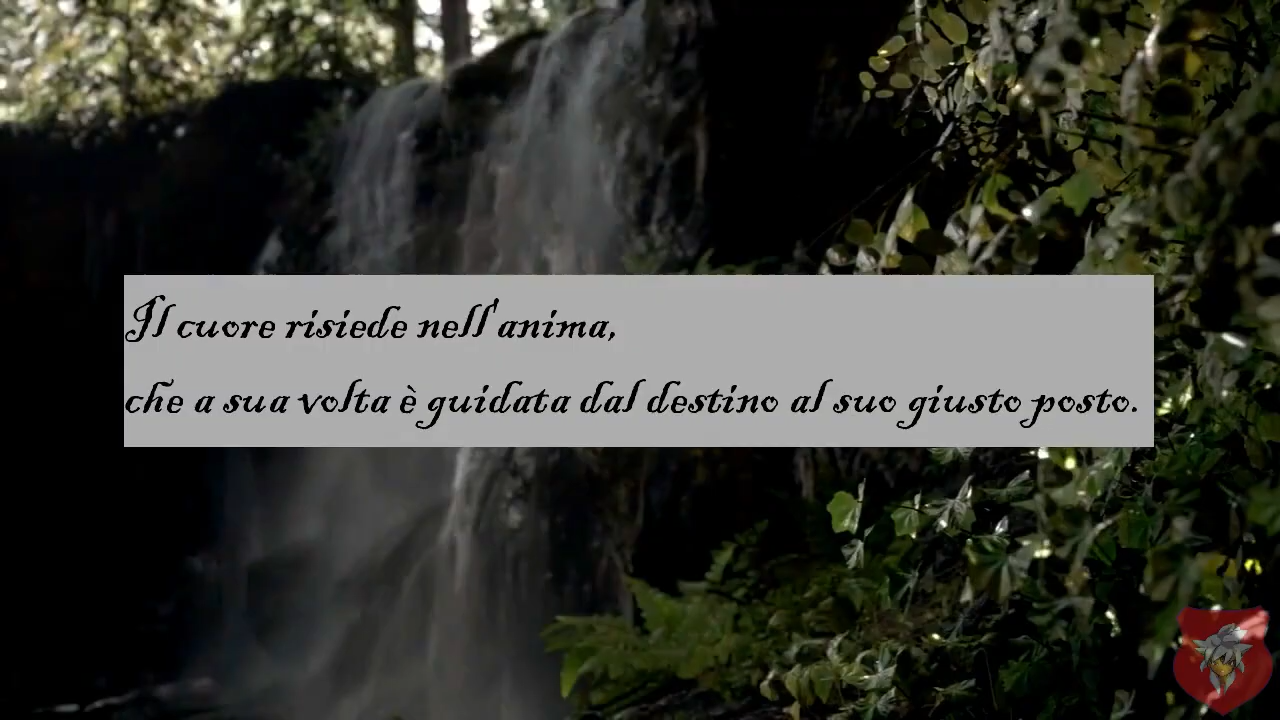 Il cuore risiede nell'anima,
che a sua volta è guidata dal destino al suo giusto posto.